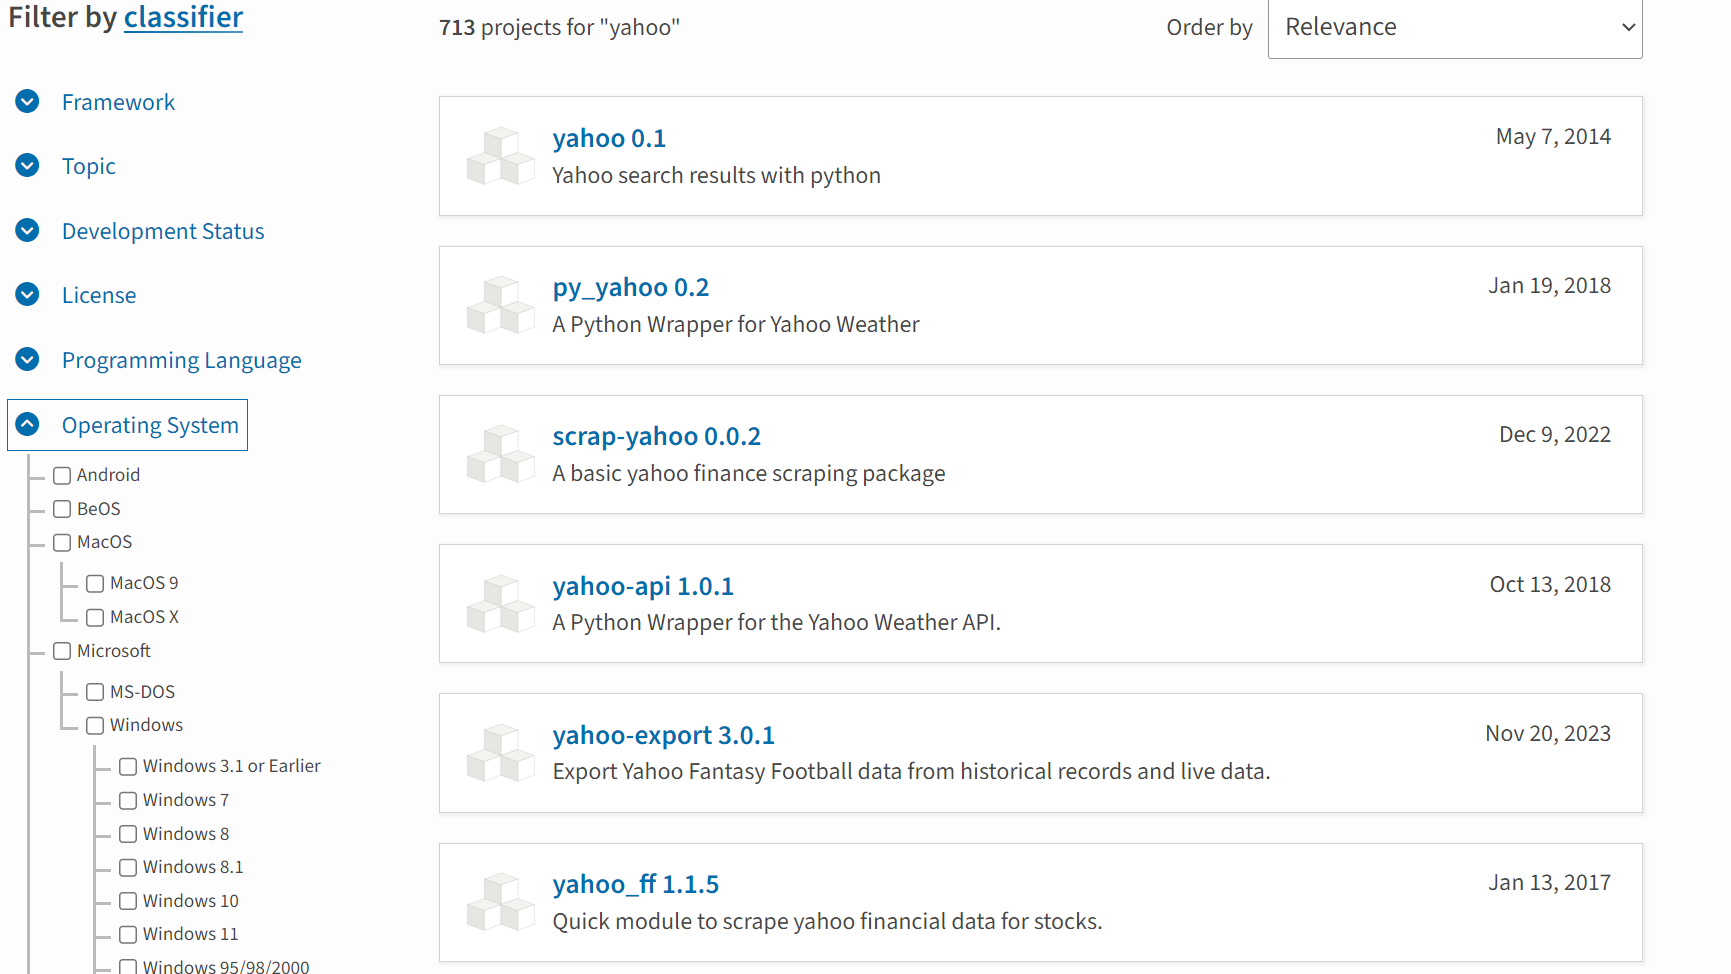 Filter by classifier
Framework
Topic
Development Status
License
Programming Language
Operating System
Android
BeOS
MacOS
MacOS 9
MacOS X
Microsoft
MS-DOS
Windows
Windows 3.1 or Earlier
Windows 7
Windows 8
Windows 8.1
Windows 10
Windows 11
Windows 95/98/2000
713 projects for "yahoo"
Order by Relevance
yahoo 0.1
May 7, 2014
Yahoo search results with python
py_yahoo 0.2
Jan 19, 2018
A Python Wrapper for Yahoo Weather
scrap-yahoo 0.0.2
Dec 9, 2022
A basic yahoo finance scraping package
yahoo-api 1.0.1
Oct 13, 2018
A Python Wrapper for the Yahoo Weather API.
yahoo-export 3.0.1
Nov 20, 2023
Export Yahoo Fantasy Football data from historical records and live data.
yahoo_ff 1.1.5
Jan 13, 2017
Quick module to scrape yahoo financial data for stocks.